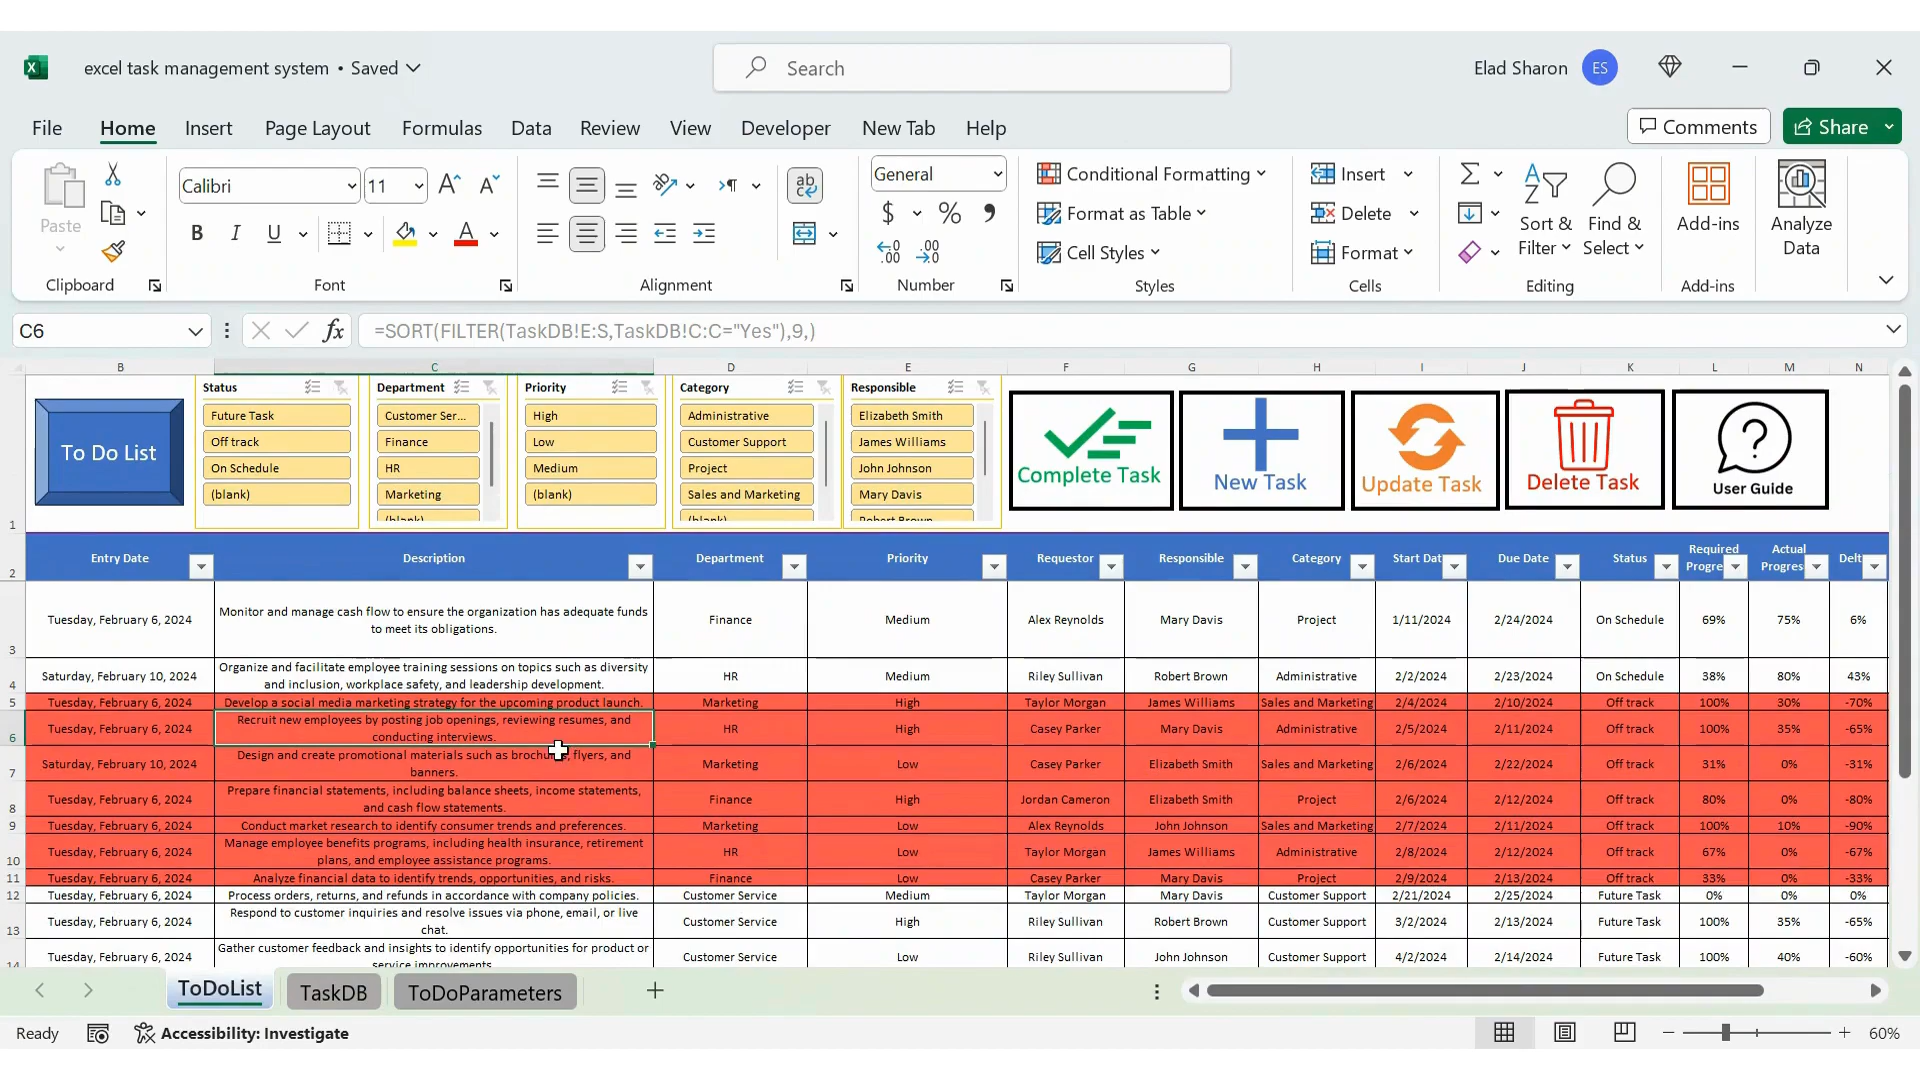 excel task management system • Saved
Search
Elad Sharon
ES
File
Home
Insert
Page Layout
Formulas
Data
Review
View
Developer
New Tab
Help
Comments
Share
Paste
Calibri
11
General
Conditional Formatting
Format as Table
Cell Styles
Insert
Delete
Format
Sort &
Filter
Find &
Select
Add-ins
Analyze
Data
Clipboard
Font
Alignment
Number
Styles
Cells
Editing
Add-ins
C6
=SORT(FILTER(TaskDB!E:S,TaskDB!C:C="Yes"),9,)
B C D E F G H I J K L M N
To Do List
Status
Future Task
Off track
On Schedule
(blank)
Department
Customer Ser...
Finance
HR
Marketing
(blank)
Priority
High
Low
Medium
(blank)
Category
Administrative
Customer Support
Project
Sales and Marketing
(blank)
Responsible
Elizabeth Smith
James Williams
John Johnson
Mary Davis
Robert Brown
Complete Task
New Task
Update Task
Delete Task
User Guide
1
2 Entry Date Description Department Priority Requestor Responsible Category Start Dat Due Date Status Required Progre Actual Progres Delt
3 Tuesday, February 6, 2024 Monitor and manage cash flow to ensure the organization has adequate funds
to meet its obligations. Finance Medium Alex Reynolds Mary Davis Project 1/11/2024 2/24/2024 On Schedule 69% 75% 6%
4 Saturday, February 10, 2024 Organize and facilitate employee training sessions on topics such as diversity
and inclusion, workplace safety, and leadership development. HR Medium Riley Sullivan Robert Brown Administrative 2/2/2024 2/23/2024 On Schedule 38% 80% 43%
5 Tuesday, February 6, 2024 Develop a social media marketing strategy for the upcoming product launch. Marketing High Taylor Morgan James Williams Sales and Marketing 2/4/2024 2/10/2024 Off track 100% 30% -70%
6 Tuesday, February 6, 2024 Recruit new employees by posting job openings, reviewing resumes, and
conducting interviews. HR High Casey Parker Mary Davis Administrative 2/5/2024 2/11/2024 Off track 100% 35% -65%
7 Saturday, February 10, 2024 Design and create promotional materials such as flyers, and
banners. Marketing Low Casey Parker Elizabeth Smith Sales and Marketing 2/6/2024 2/22/2024 Off track 31% 0% -31%
8 Tuesday, February 6, 2024 Prepare financial statements, including balance sheets, income statements,
and cash flow statements. Finance High Jordan Cameron Elizabeth Smith Project 2/6/2024 2/12/2024 Off track 80% 0% -80%
9 Tuesday, February 6, 2024 Conduct market research to identify consumer trends and preferences. Marketing Low Alex Reynolds John Johnson Sales and Marketing 2/7/2024 2/11/2024 Off track 100% 10% -90%
10 Tuesday, February 6, 2024 Manage employee benefits programs, including health insurance, retirement
plans, and employee assistance programs. HR Low Taylor Morgan James Williams Administrative 2/8/2024 2/12/2024 Off track 67% 0% -67%
11 Tuesday, February 6, 2024 Analyze financial data to identify trends, opportunities, and risks. Finance Low Casey Parker Mary Davis Project 2/9/2024 2/13/2024 Off track 33% 0% -33%
12 Tuesday, February 6, 2024 Process orders, returns, and refunds in accordance with company policies. Customer Service Medium Taylor Morgan Mary Davis Customer Support 2/21/2024 2/25/2024 Future Task 0% 0% 0%
13 Tuesday, February 6, 2024 Respond to customer inquiries and resolve issues via phone, email, or live
chat. Customer Service High Riley Sullivan Robert Brown Customer Support 3/2/2024 2/13/2024 Future Task 100% 35% -65%
14 Tuesday, February 6, 2024 Gather customer feedback and insights to identify opportunities for product or
service improvements. Customer Service Low Riley Sullivan John Johnson Customer Support 4/2/2024 2/14/2024 Future Task 100% 40% -60%
ToDoList
TaskDB
ToDoParameters
Ready
Accessibility: Investigate
60%